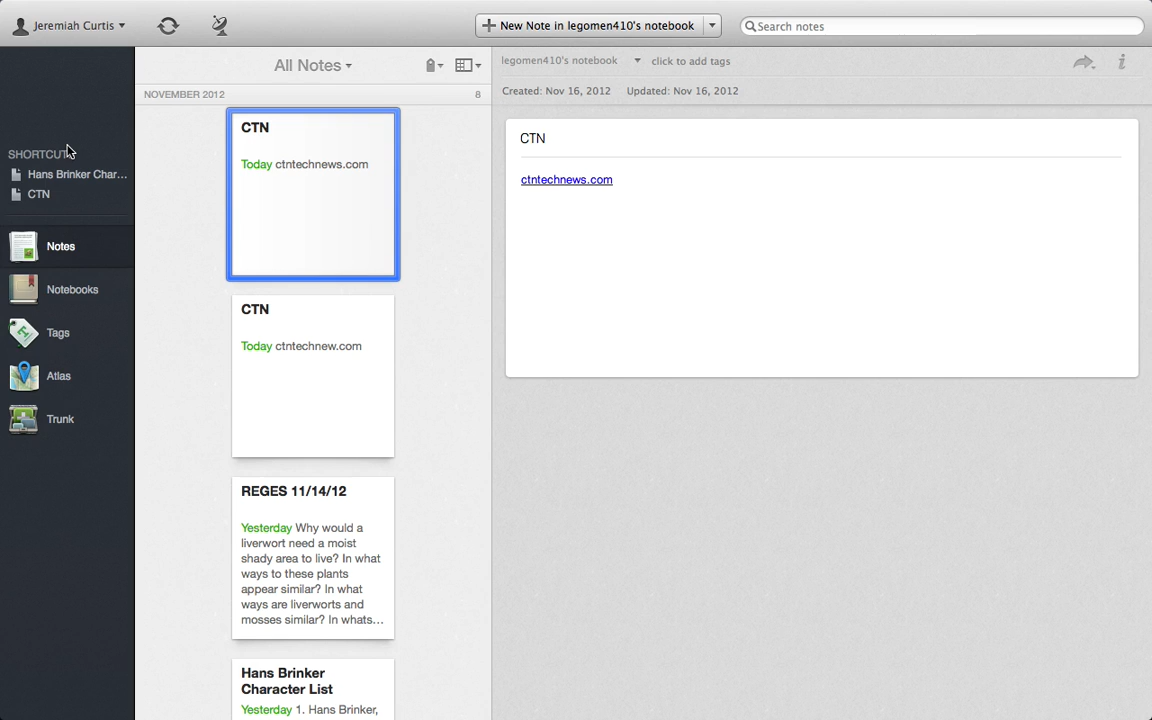 Jeremiah Curtis
New Note in legomen410's notebook
Search notes
SHORTCUT
Hans Brinker Char...
CTN
Notes
Notebooks
Tags
Atlas
Trunk
All Notes
NOVEMBER 2012 8
CTN
Today ctntechnews.com
CTN
Today ctntechnew.com
REGES 11/14/12
Yesterday Why would a
liverwort need a moist
shady area to live? In what
ways to these plants
appear similar? In what
ways are liverworts and
mosses similar? In whats...
Hans Brinker
Character List
Yesterday 1. Hans Brinker,
legomen410's notebook click to add tags
Created: Nov 16, 2012 Updated: Nov 16, 2012
CTN
ctntechnews.com